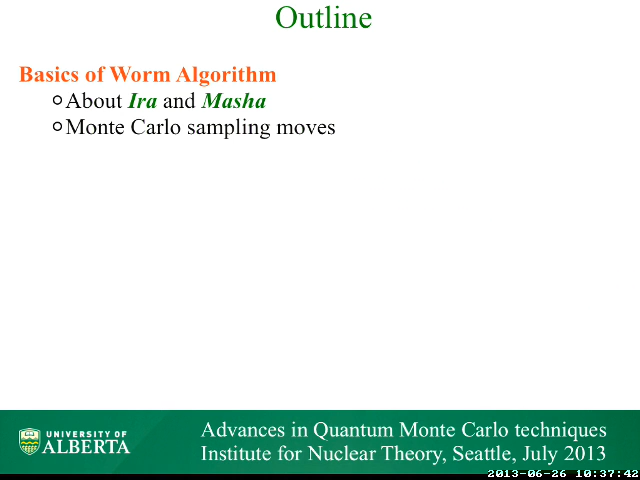 Outline
Basics of Worm Algorithm
About Ira and Masha
Monte Carlo sampling moves
UNIVERSITY OF
ALBERTA
Advances in Quantum Monte Carlo techniques
Institute for Nuclear Theory, Seattle, July 2013
2013-06-26 10:37:42